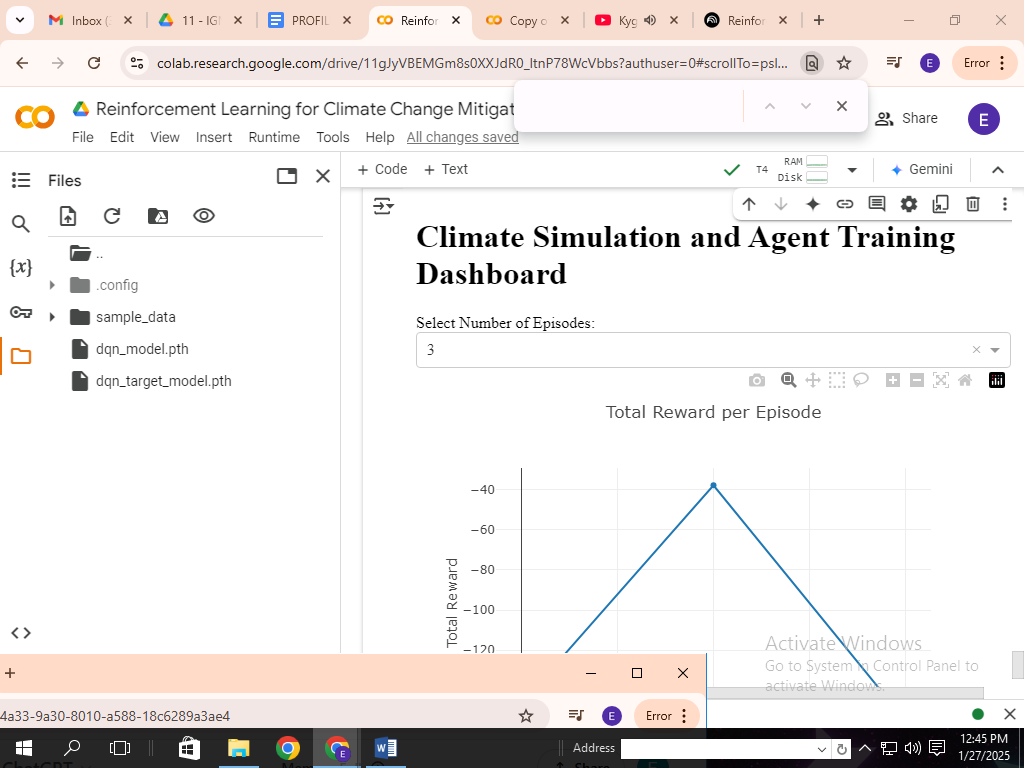 Inbox (
11 - IG
PROFIL
Reinfor
Copy o
Kyg
Reinfor
colab.research.google.com/drive/11gJyVBEMGm8s0XXJdR0_ltnP78WcVbbs?authuser=0#scrollTo=psl...
E
Error
Reinforcement Learning for Climate Change Mitigat
File Edit View Insert Runtime Tools Help All changes saved
Share
E
Files
+ Code + Text
T4
RAM
Disk
Gemini
..
.config
sample_data
dqn_model.pth
dqn_target_model.pth
{x}
Climate Simulation and Agent Training
Dashboard
Select Number of Episodes:
3
Total Reward per Episode
−40
−60
−80
−100
−120
Total Reward
Activate Windows
Go to System in Control Panel to
activate Windows.
4a33-9a30-8010-a588-18c6289a3ae4
E
Error
Address
12:45 PM
1/27/2025